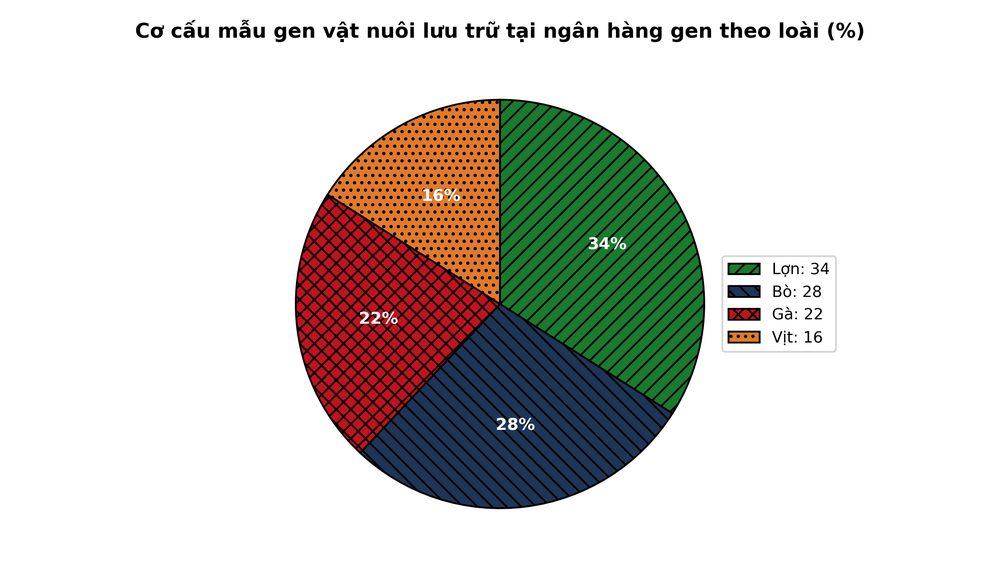 Cơ cấu mẫu gen vật nuôi lưu trữ tại ngân hàng gen theo loài (%)
16%
34%
22%
28%
Lợn: 34
Bò: 28
Gà: 22
Vịt: 16